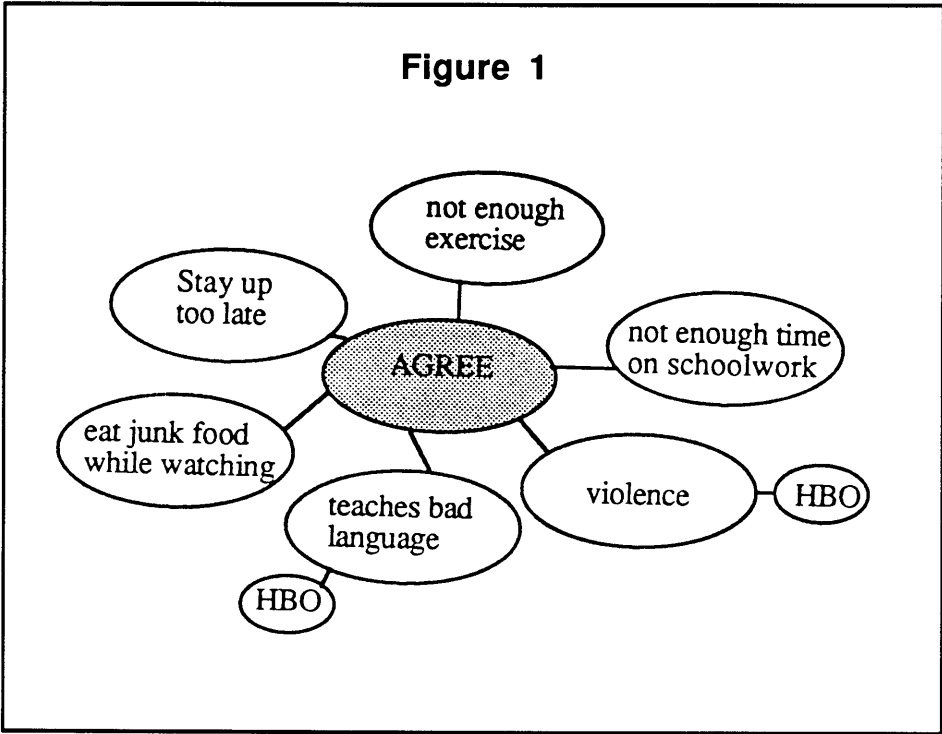 Figure 1
not enough
exercise
Stay up
too late
not enough time
on schoolwork
AGREE
eat junk food
while watching
violence
HBO
teaches bad
language
HBO